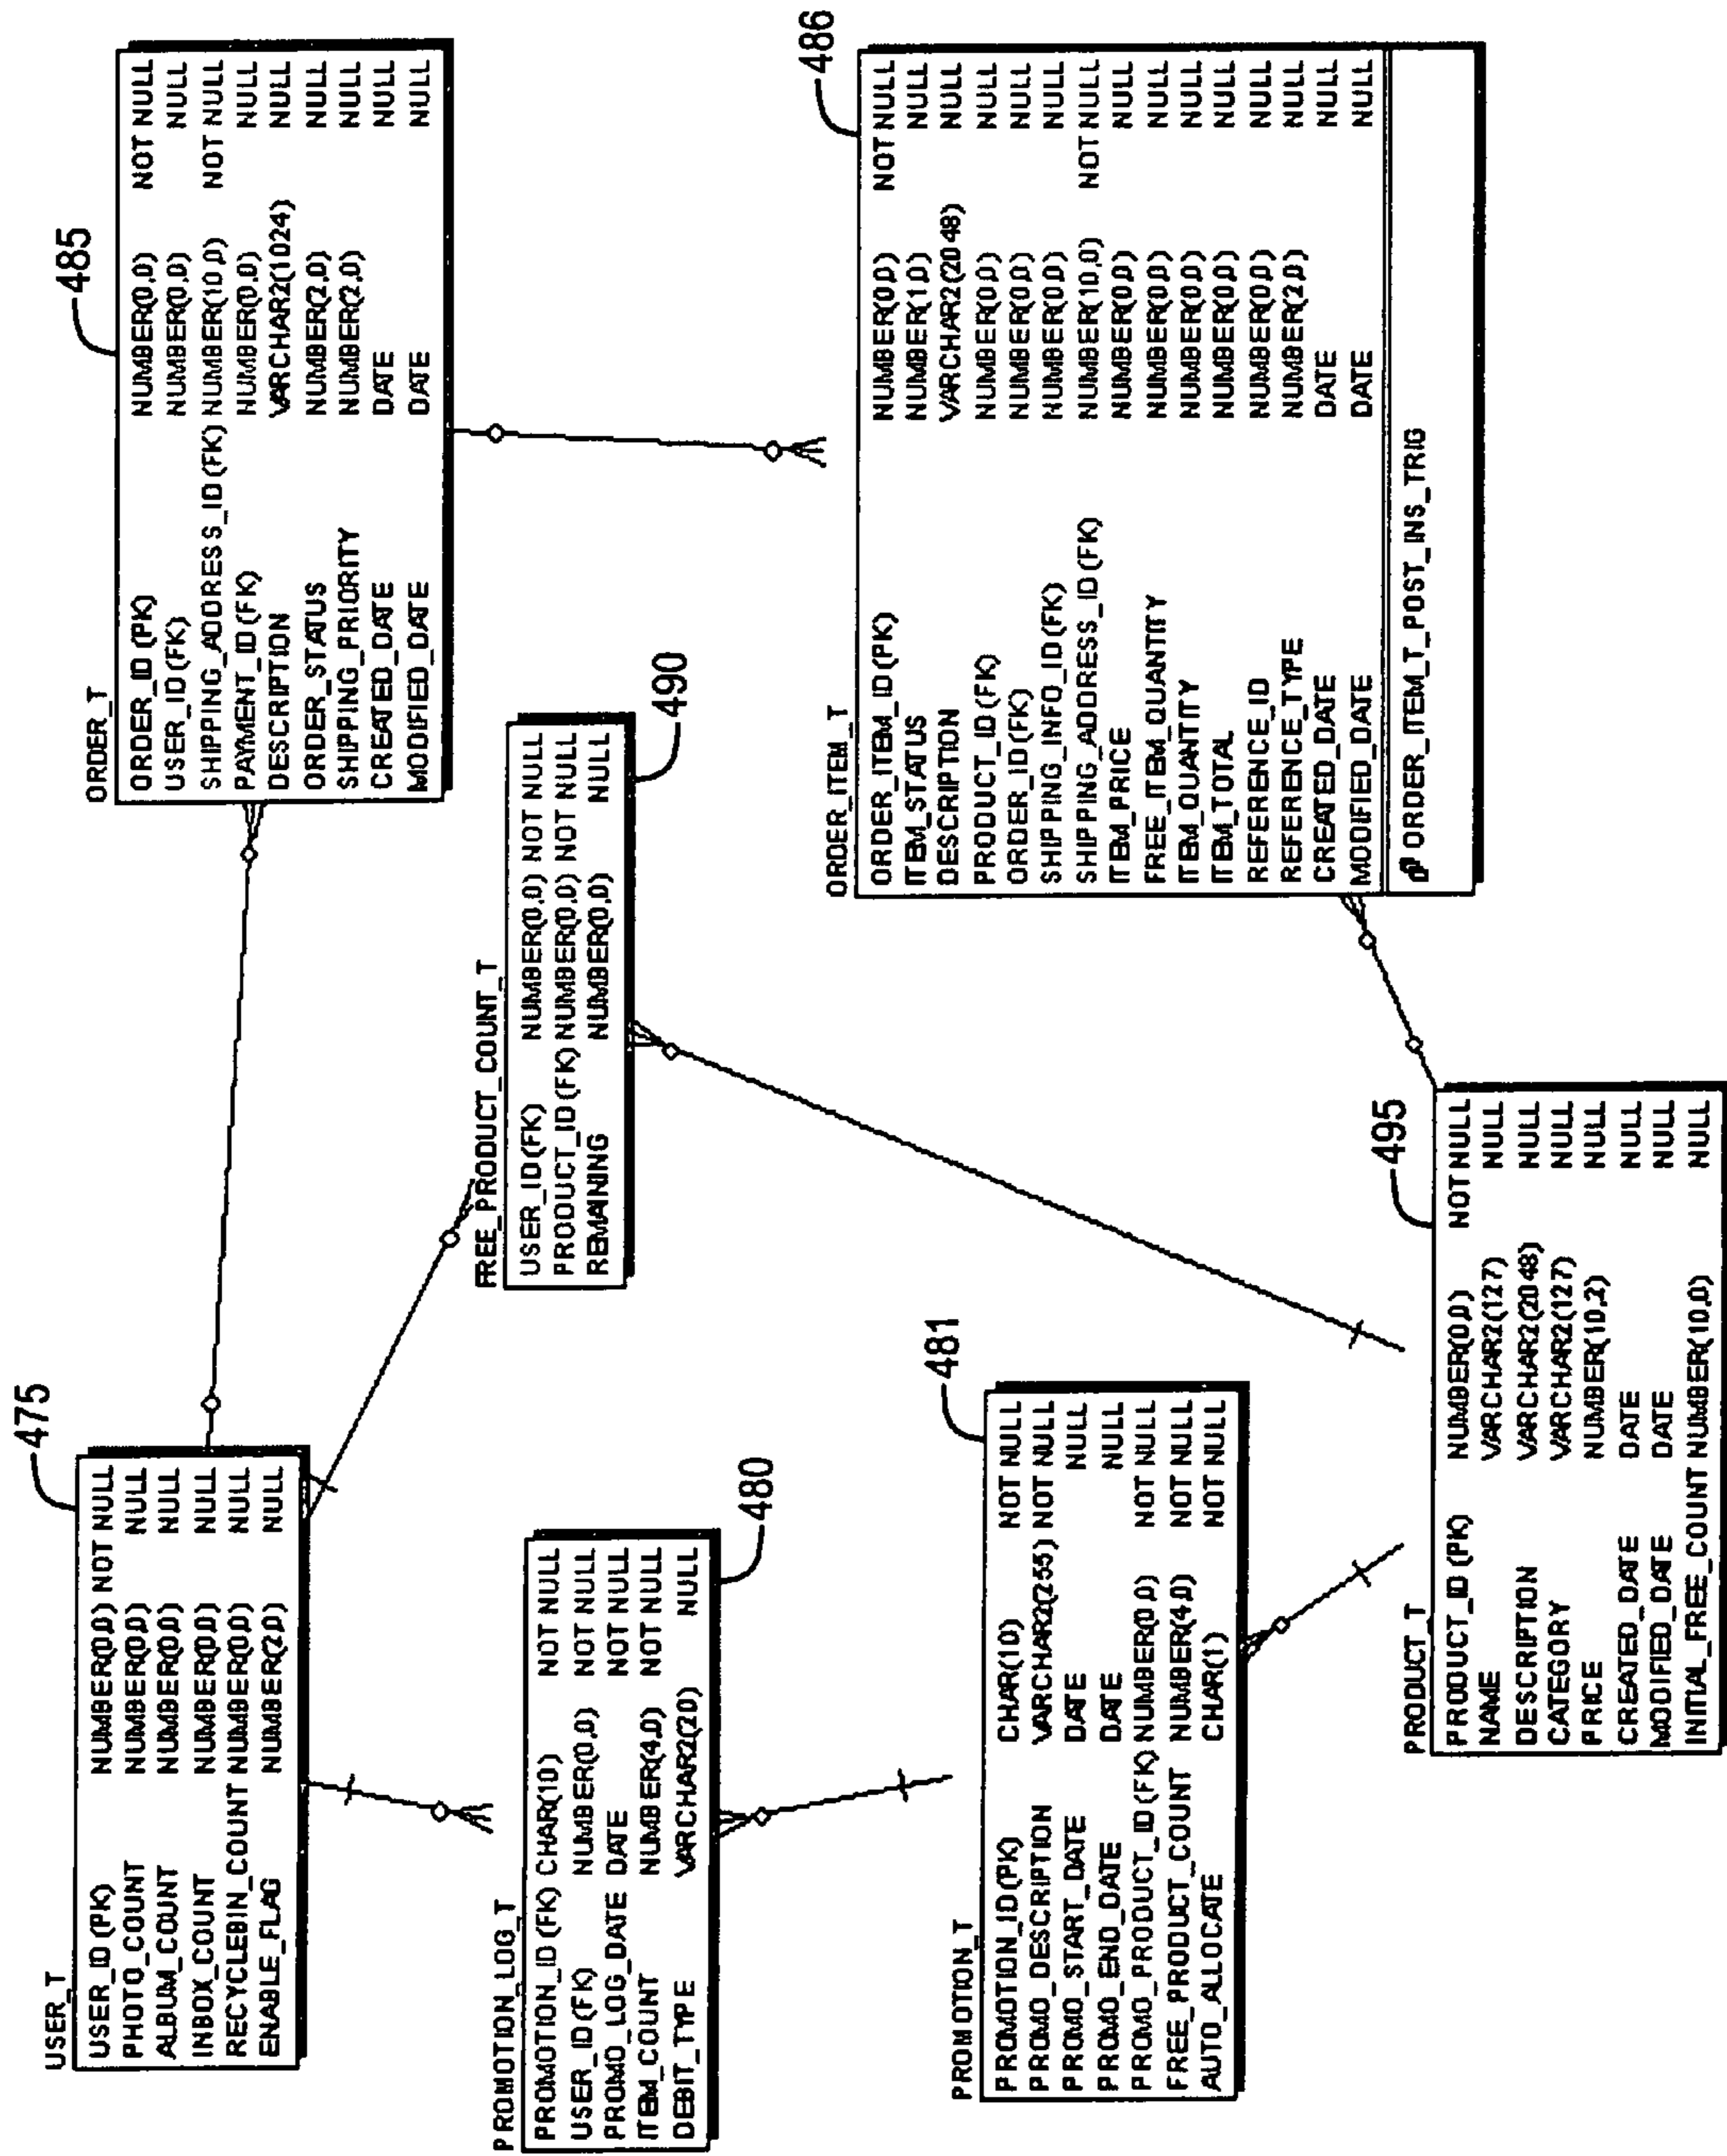 USER_T
475
USER_ID (PK) NUMBER(0,0) NOT NULL
PHOTO_COUNT NUMBER(0,0) NULL
ALBUM_COUNT NUMBER(0,0) NULL
INBOX_COUNT NUMBER(0,0) NULL
RECYCLEBIN_COUNT NUMBER(0,0) NULL
ENABLE_FLAG NUMBER(2,0) NULL
ORDER_T
485
ORDER_ID (PK) NUMBER(0,0) NOT NULL
USER_ID (FK) NUMBER(0,0) NULL
SHIPPING_ADDRESS_ID (FK) NUMBER(10,0) NOT NULL
PAYMENT_ID (FK) NUMBER(0,0) NULL
DESCRIPTION VARCHAR2(1024) NULL
ORDER_STATUS NUMBER(2,0) NULL
SHIPPING_PRIORITY NUMBER(2,0) NULL
CREATED_DATE DATE NULL
MODIFIED_DATE DATE NULL
PROMOTION_LOG_T
PROMOTION_ID (FK) CHAR(10) NOT NULL
USER_ID (FK) NUMBER(0,0) NOT NULL
PROMO_LOG_DATE DATE NOT NULL
ITEM_COUNT NUMBER(4,0) NOT NULL
DEBIT_TYPE VARCHAR2(20) NULL
480
FREE_PRODUCT_COUNT_T
USER_ID (FK) NUMBER(0,0) NOT NULL
PRODUCT_ID (FK) NUMBER(0,0) NOT NULL
REMAINING NUMBER(0,0) NULL
490
PROMOTION_T
481
PROMOTION_ID (PK) CHAR(10) NOT NULL
PROMO_DESCRIPTION VARCHAR2(255) NOT NULL
PROMO_START_DATE DATE NULL
PROMO_END_DATE DATE NULL
PROMO_PRODUCT_ID (FK) NUMBER(0,0) NOT NULL
FREE_PRODUCT_COUNT NUMBER(4,0) NOT NULL
AUTO_ALLOCATE CHAR(1) NOT NULL
ORDER_ITEM_T
486
ORDER_ITEM_ID (PK) NUMBER(0,0) NOT NULL
ITEM_STATUS NUMBER(1,0) NULL
DESCRIPTION VARCHAR2(2048) NULL
PRODUCT_ID (FK) NUMBER(0,0) NULL
ORDER_ID (FK) NUMBER(0,0) NULL
SHIPPING_INFO_ID (FK) NUMBER(0,0) NULL
SHIPPING_ADDRESS_ID (FK) NUMBER(10,0) NOT NULL
ITEM_PRICE NUMBER(0,0) NULL
FREE_ITEM_QUANTITY NUMBER(0,0) NULL
ITEM_QUANTITY NUMBER(0,0) NULL
ITEM_TOTAL NUMBER(0,0) NULL
REFERENCE_ID NUMBER(0,0) NULL
REFERENCE_TYPE NUMBER(2,0) NULL
CREATED_DATE DATE NULL
MODIFIED_DATE DATE NULL
ORDER_ITEM_T_POST_INS_TRIG
PRODUCT_T
495
PRODUCT_ID (PK) NUMBER(0,0) NOT NULL
NAME VARCHAR2(127) NULL
DESCRIPTION VARCHAR2(2048) NULL
CATEGORY VARCHAR2(127) NULL
PRICE NUMBER(10,2) NULL
CREATED_DATE DATE NULL
MODIFIED_DATE DATE NULL
INITIAL_FREE_COUNT NUMBER(10,0) NULL